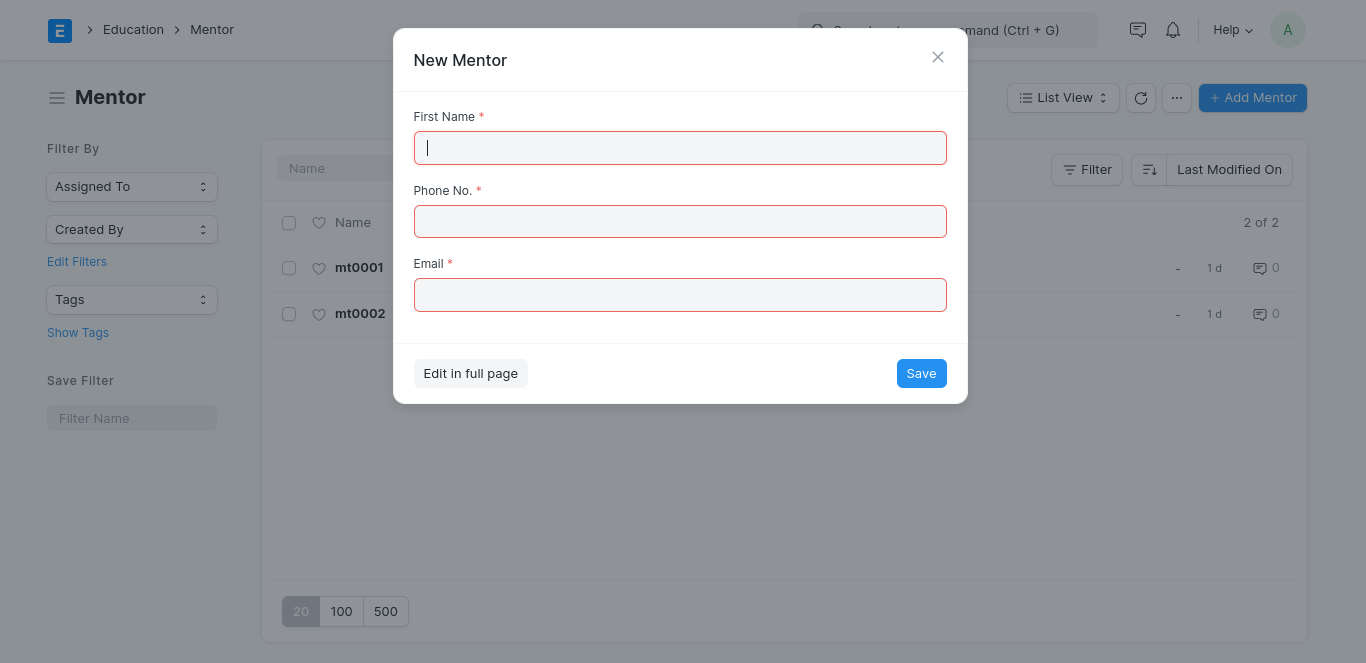 E Education Mentor
mmand (Ctrl + G) Help A
New Mentor
Mentor
List View
+ Add Mentor
First Name *
Phone No. *
Email *
Edit in full page
Save
Filter By
Assigned To
Created By
Edit Filters
Tags
Show Tags
Save Filter
Filter Name
Name
Filter
Last Modified On
Name
2 of 2
mt0001 - 1 d 0
mt0002 - 1 d 0
20 100 500